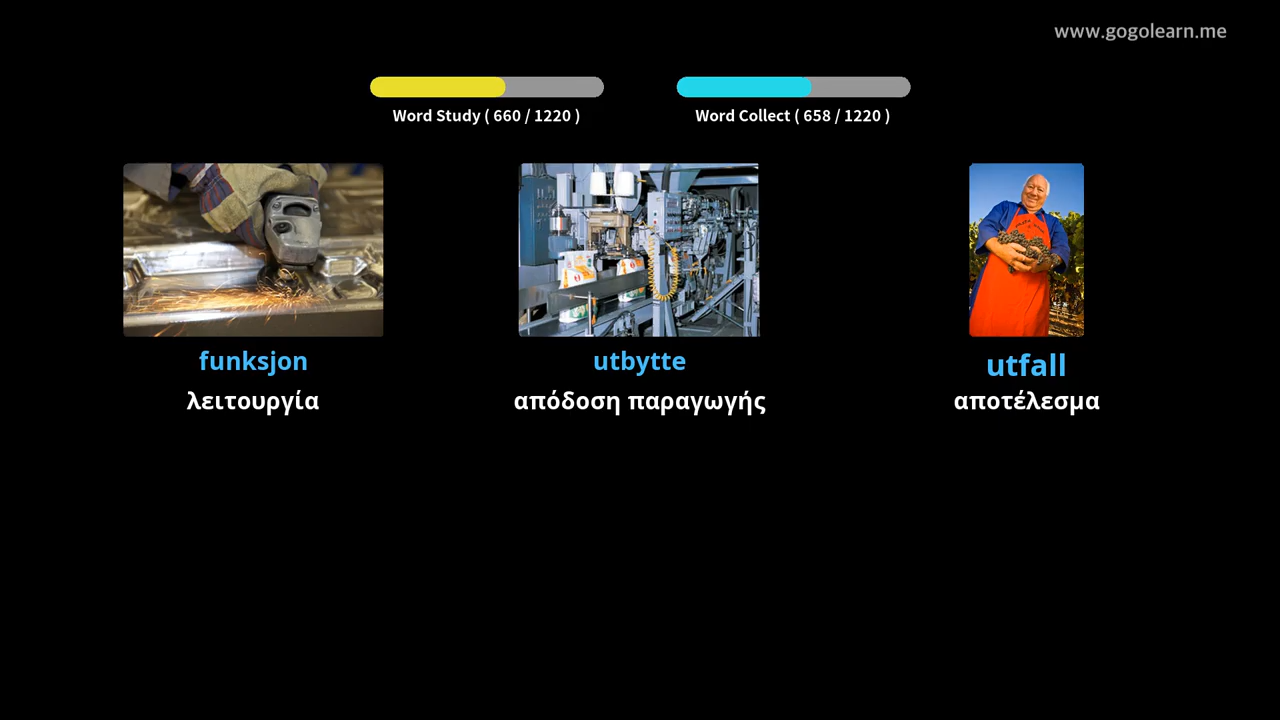 www.gogolearn.me
Word Study ( 660 / 1220 )
Word Collect ( 658 / 1220 )
funksjon
utbytte
utfall
λειτουργία
απόδοση παραγωγής
αποτέλεσμα